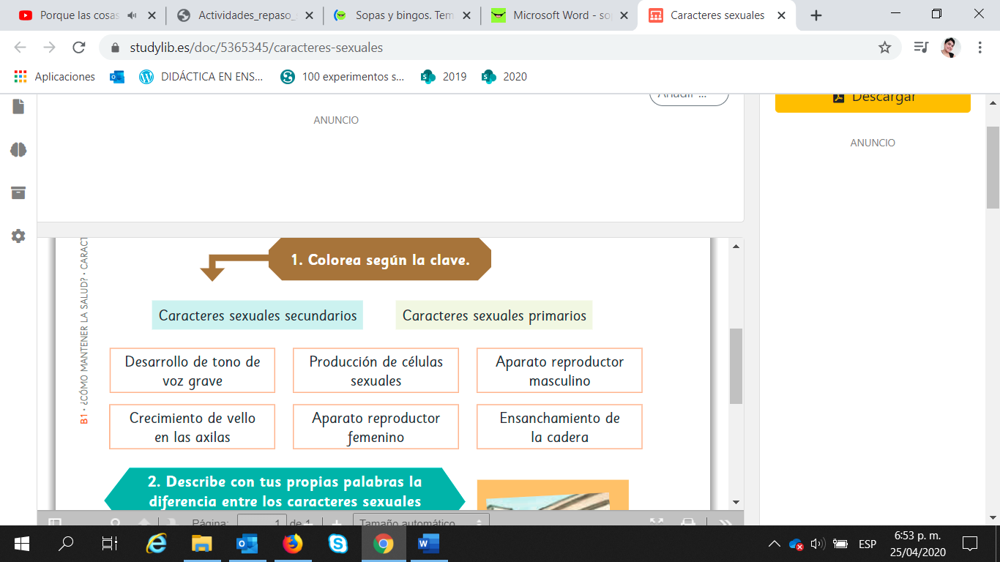 Porque las cosas
Actividades_repaso_
Sopas y bingos. Tem
Microsoft Word - so
Caracteres sexuales
studylib.es/doc/5365345/caracteres-sexuales
Aplicaciones
DIDÁCTICA EN ENS...
100 experimentos s...
2019
2020
Añadir ...
Descargar
ANUNCIO
ANUNCIO
B1 • ¿CÓMO MANTENER LA SALUD? • CARACT
1. Colorea según la clave.
Caracteres sexuales secundarios
Caracteres sexuales primarios
Desarrollo de tono de
voz grave
Producción de células
sexuales
Aparato reproductor
masculino
Crecimiento de vello
en las axilas
Aparato reproductor
femenino
Ensanchamiento de
la cadera
2. Describe con tus propias palabras la
diferencia entre los caracteres sexuales
Página: 1 de 1
Tamaño automático
ESP
6:53 p. m.
25/04/2020